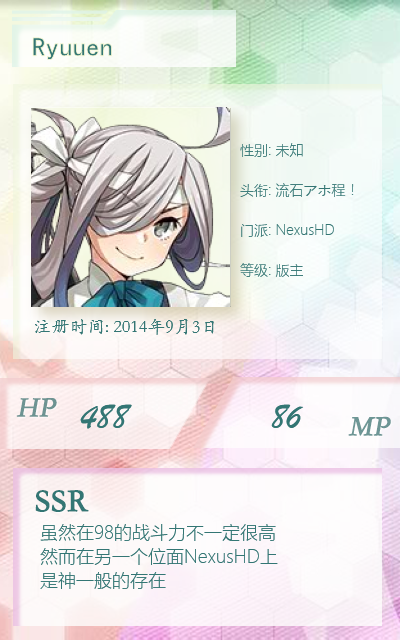 Ryuuen
性别: 未知
头衔: 流石アホ程！
门派: NexusHD
等级: 版主
注册时间: 2014年9月3日
HP 488
86 MP
SSR
虽然在98的战斗力不一定很高
然而在另一个位面NexusHD上
是神一般的存在